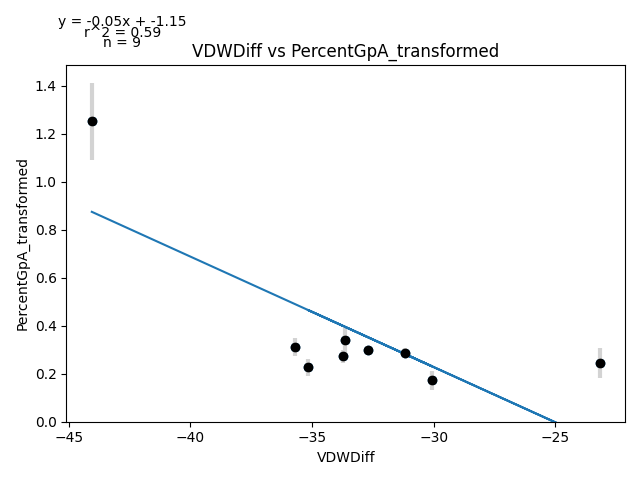 y = -0.05x + -1.15
r^2 = 0.59
n = 9
VDWDiff vs PercentGpA_transformed
PercentGpA_transformed
1.4
1.2
1.0
0.8
0.6
0.4
0.2
0.0
−45
−40
−35
−30
−25
VDWDiff